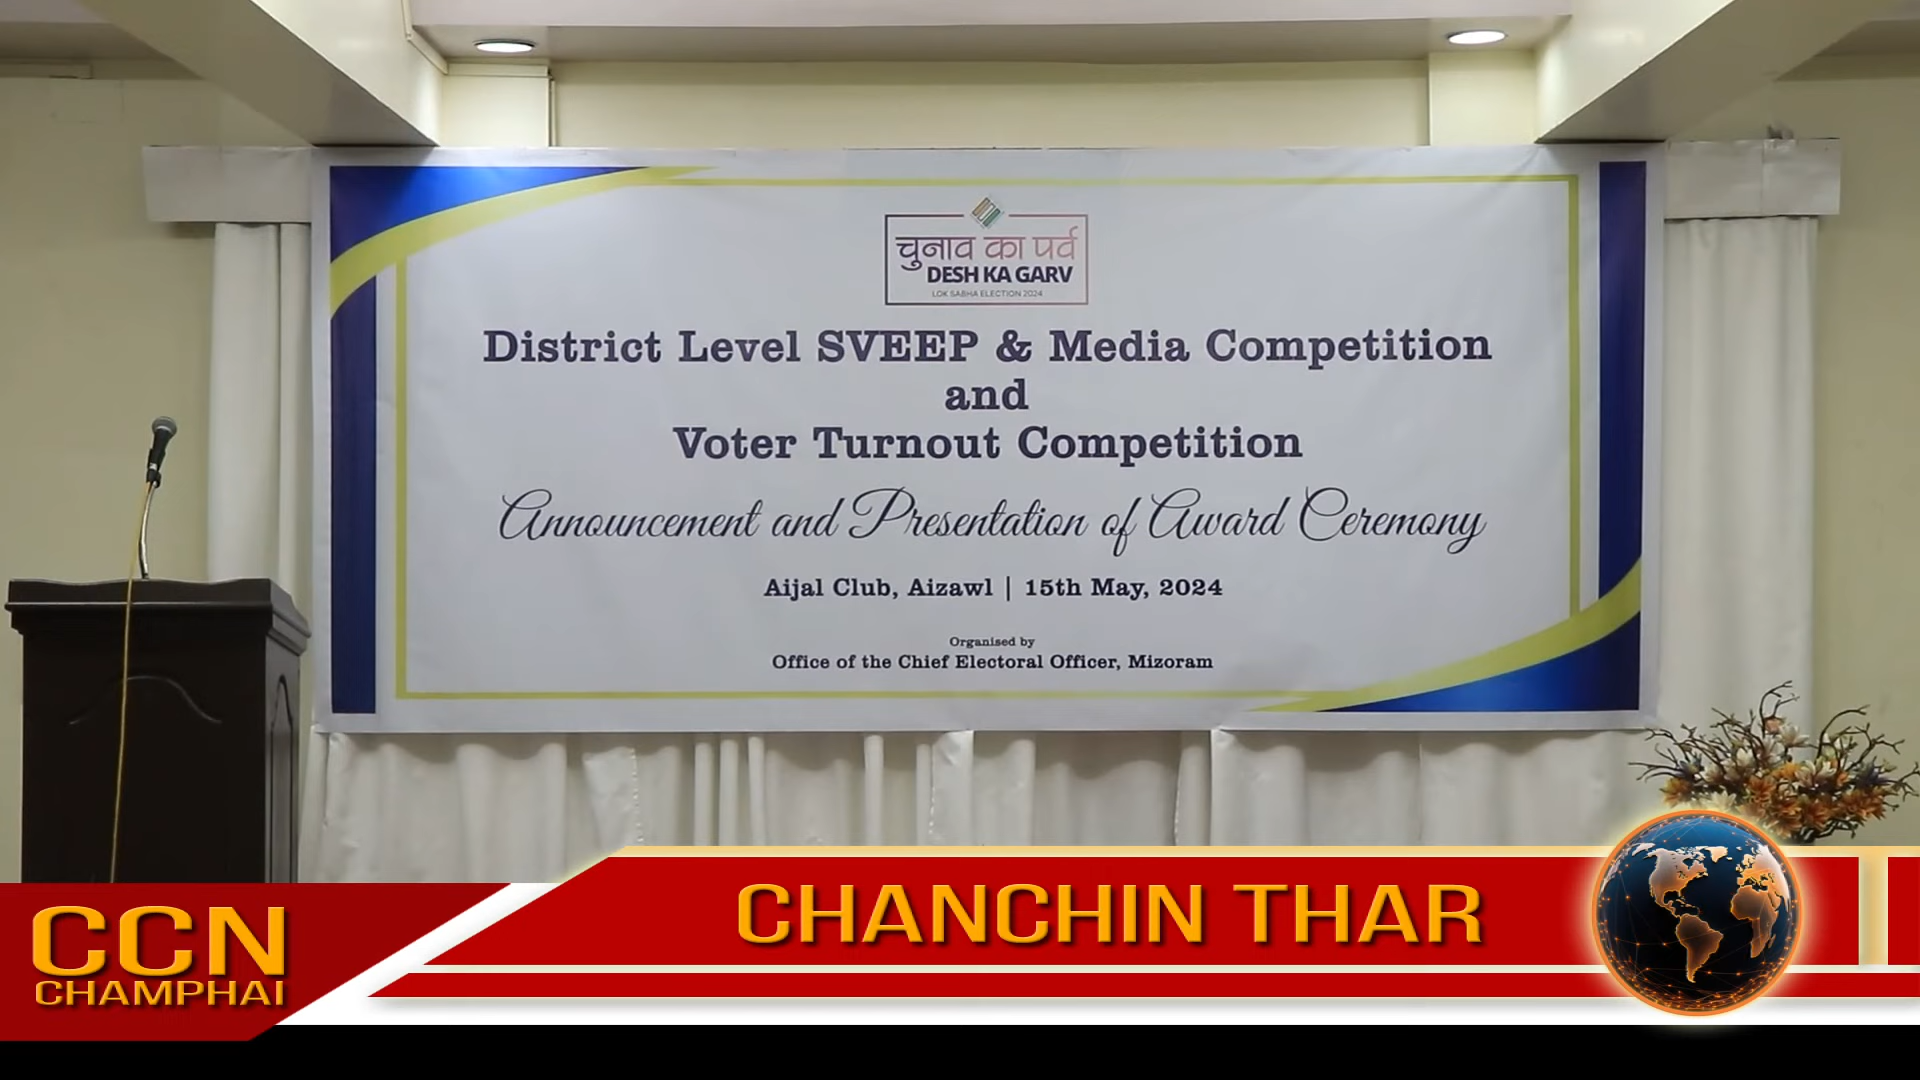 चुनाव का पर्व
DESH KA GARV
LOK SABHA ELECTION 2024
District Level SVEEP & Media Competition
and
Voter Turnout Competition
Announcement and Presentation of Award Ceremony
Aijal Club, Aizawl | 15th May, 2024
Organised by
Office of the Chief Electoral Officer, Mizoram
CHANCHIN THAR
CCN
CHAMPHAI